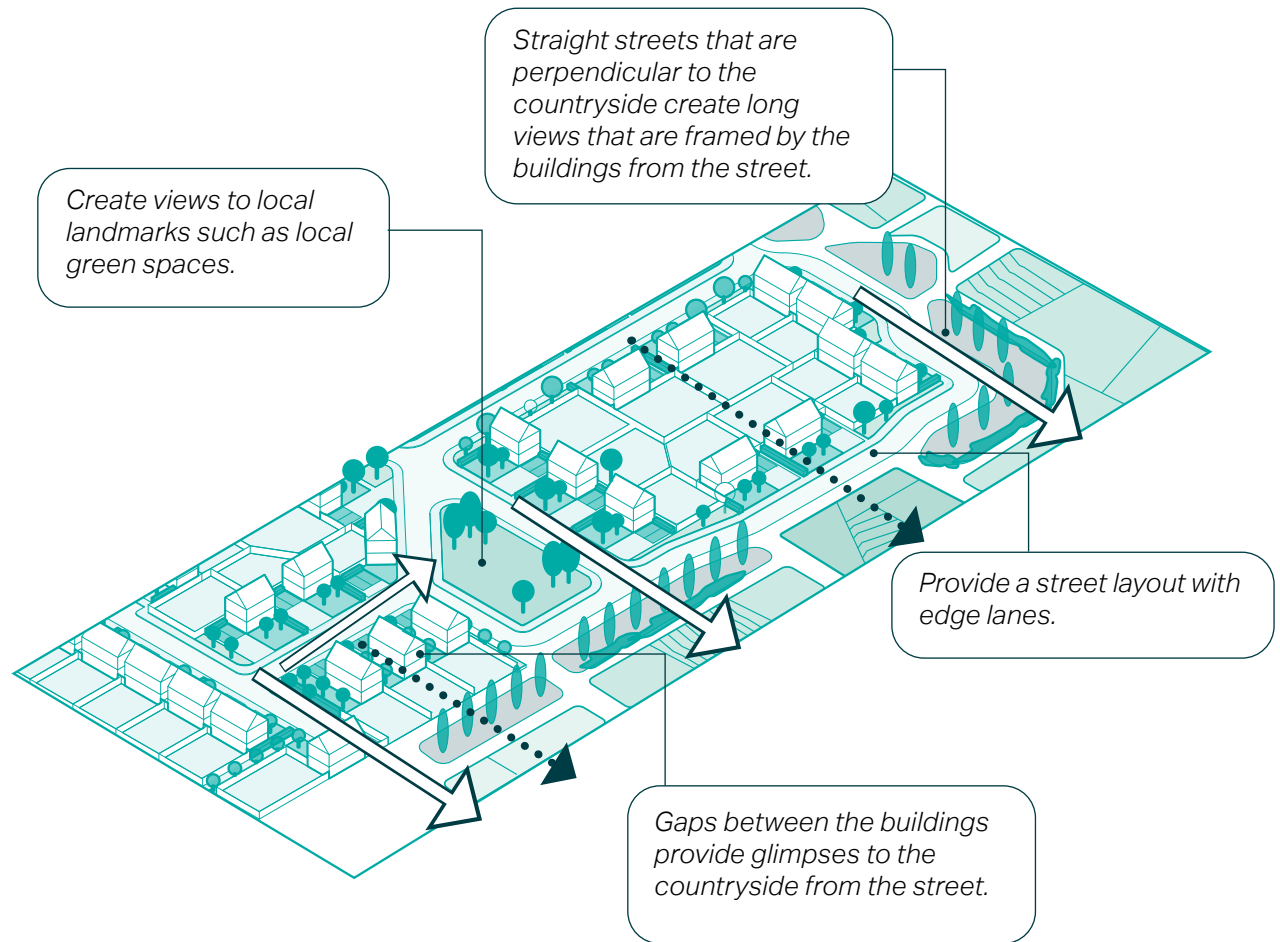 Straight streets that are
perpendicular to the
countryside create long
views that are framed by the
buildings from the street.
Create views to local
landmarks such as local
green spaces.
Provide a street layout with
edge lanes.
Gaps between the buildings
provide glimpses to the
countryside from the street.